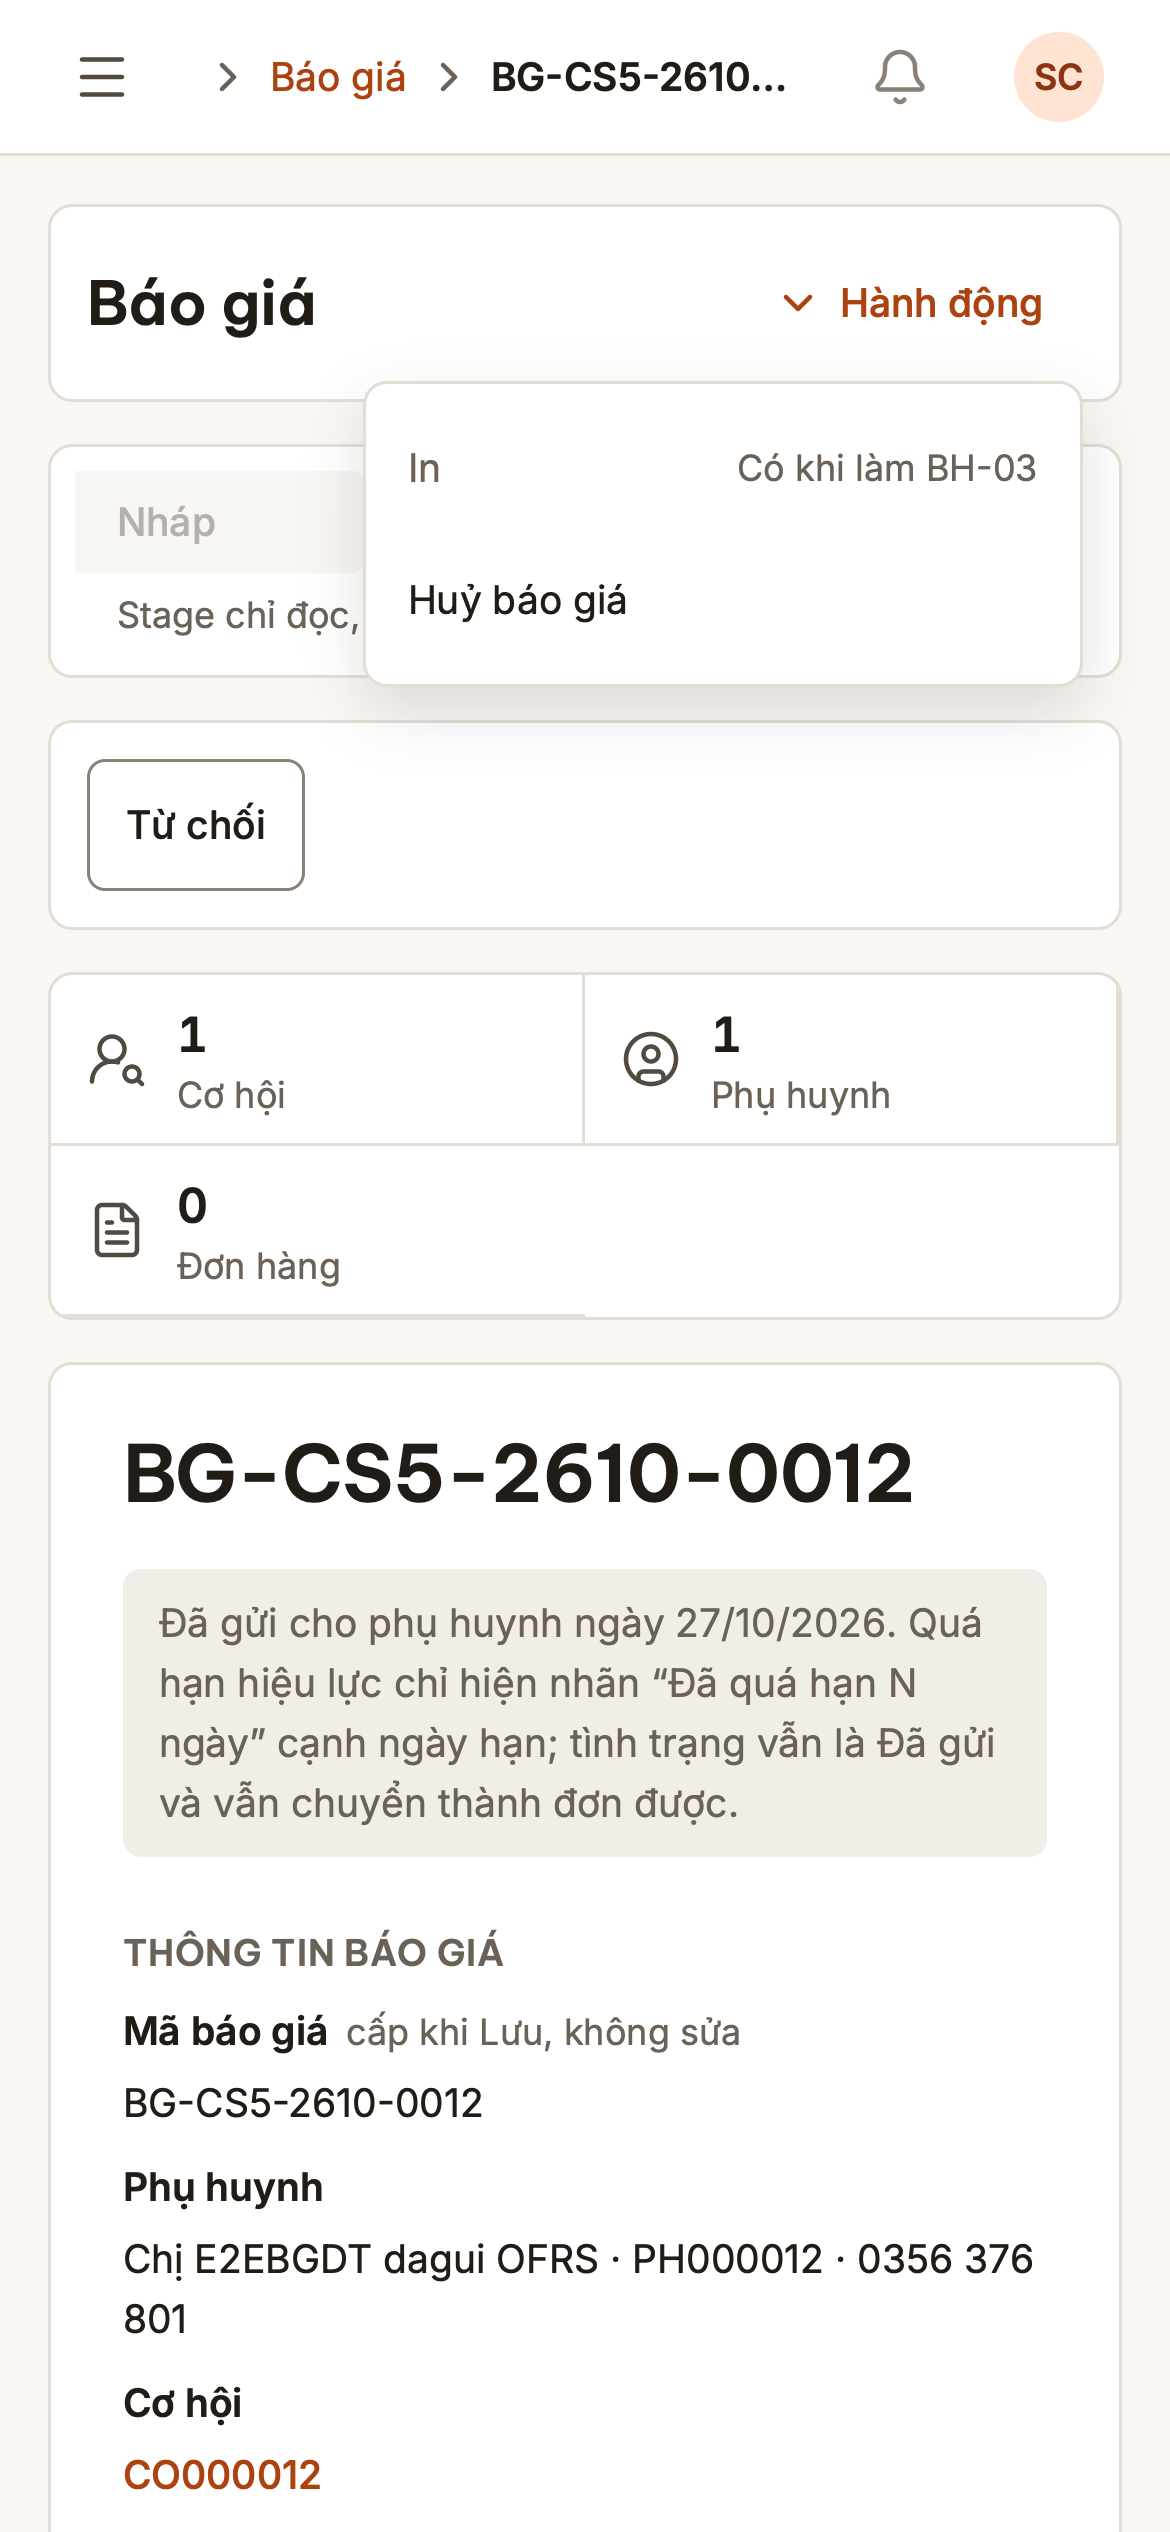 Báo giá
BG-CS5-2610...
SC
Báo giá
Hành động
In
Có khi làm BH-03
Huỷ báo giá
Nháp
Stage chỉ đọc,
Từ chối
1
Cơ hội
1
Phụ huynh
0
Đơn hàng
BG-CS5-2610-0012
Đã gửi cho phụ huynh ngày 27/10/2026. Quá
hạn hiệu lực chỉ hiện nhãn “Đã quá hạn N
ngày” cạnh ngày hạn; tình trạng vẫn là Đã gửi
và vẫn chuyển thành đơn được.
THÔNG TIN BÁO GIÁ
Mã báo giá cấp khi Lưu, không sửa
BG-CS5-2610-0012
Phụ huynh
Chị E2EBGDT dagui OFRS · PH000012 · 0356 376
801
Cơ hội
CO000012